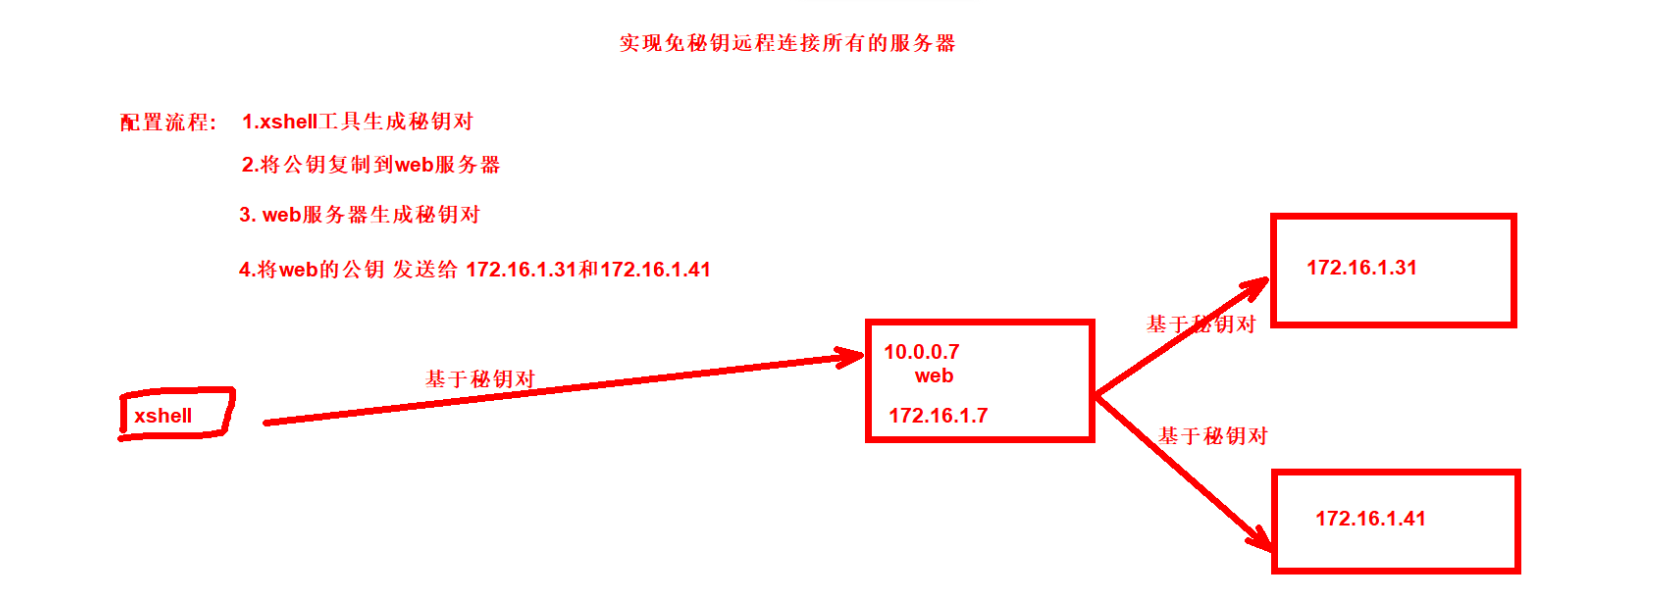 实现免秘钥远程连接所有的服务器
配置流程: 1.xshell工具生成秘钥对
2.将公钥复制到web服务器
3. web服务器生成秘钥对
4.将web的公钥 发送给 172.16.1.31和172.16.1.41
172.16.1.31
基于秘钥对
10.0.0.7
web
172.16.1.7
基于秘钥对
xshell
基于秘钥对
172.16.1.41